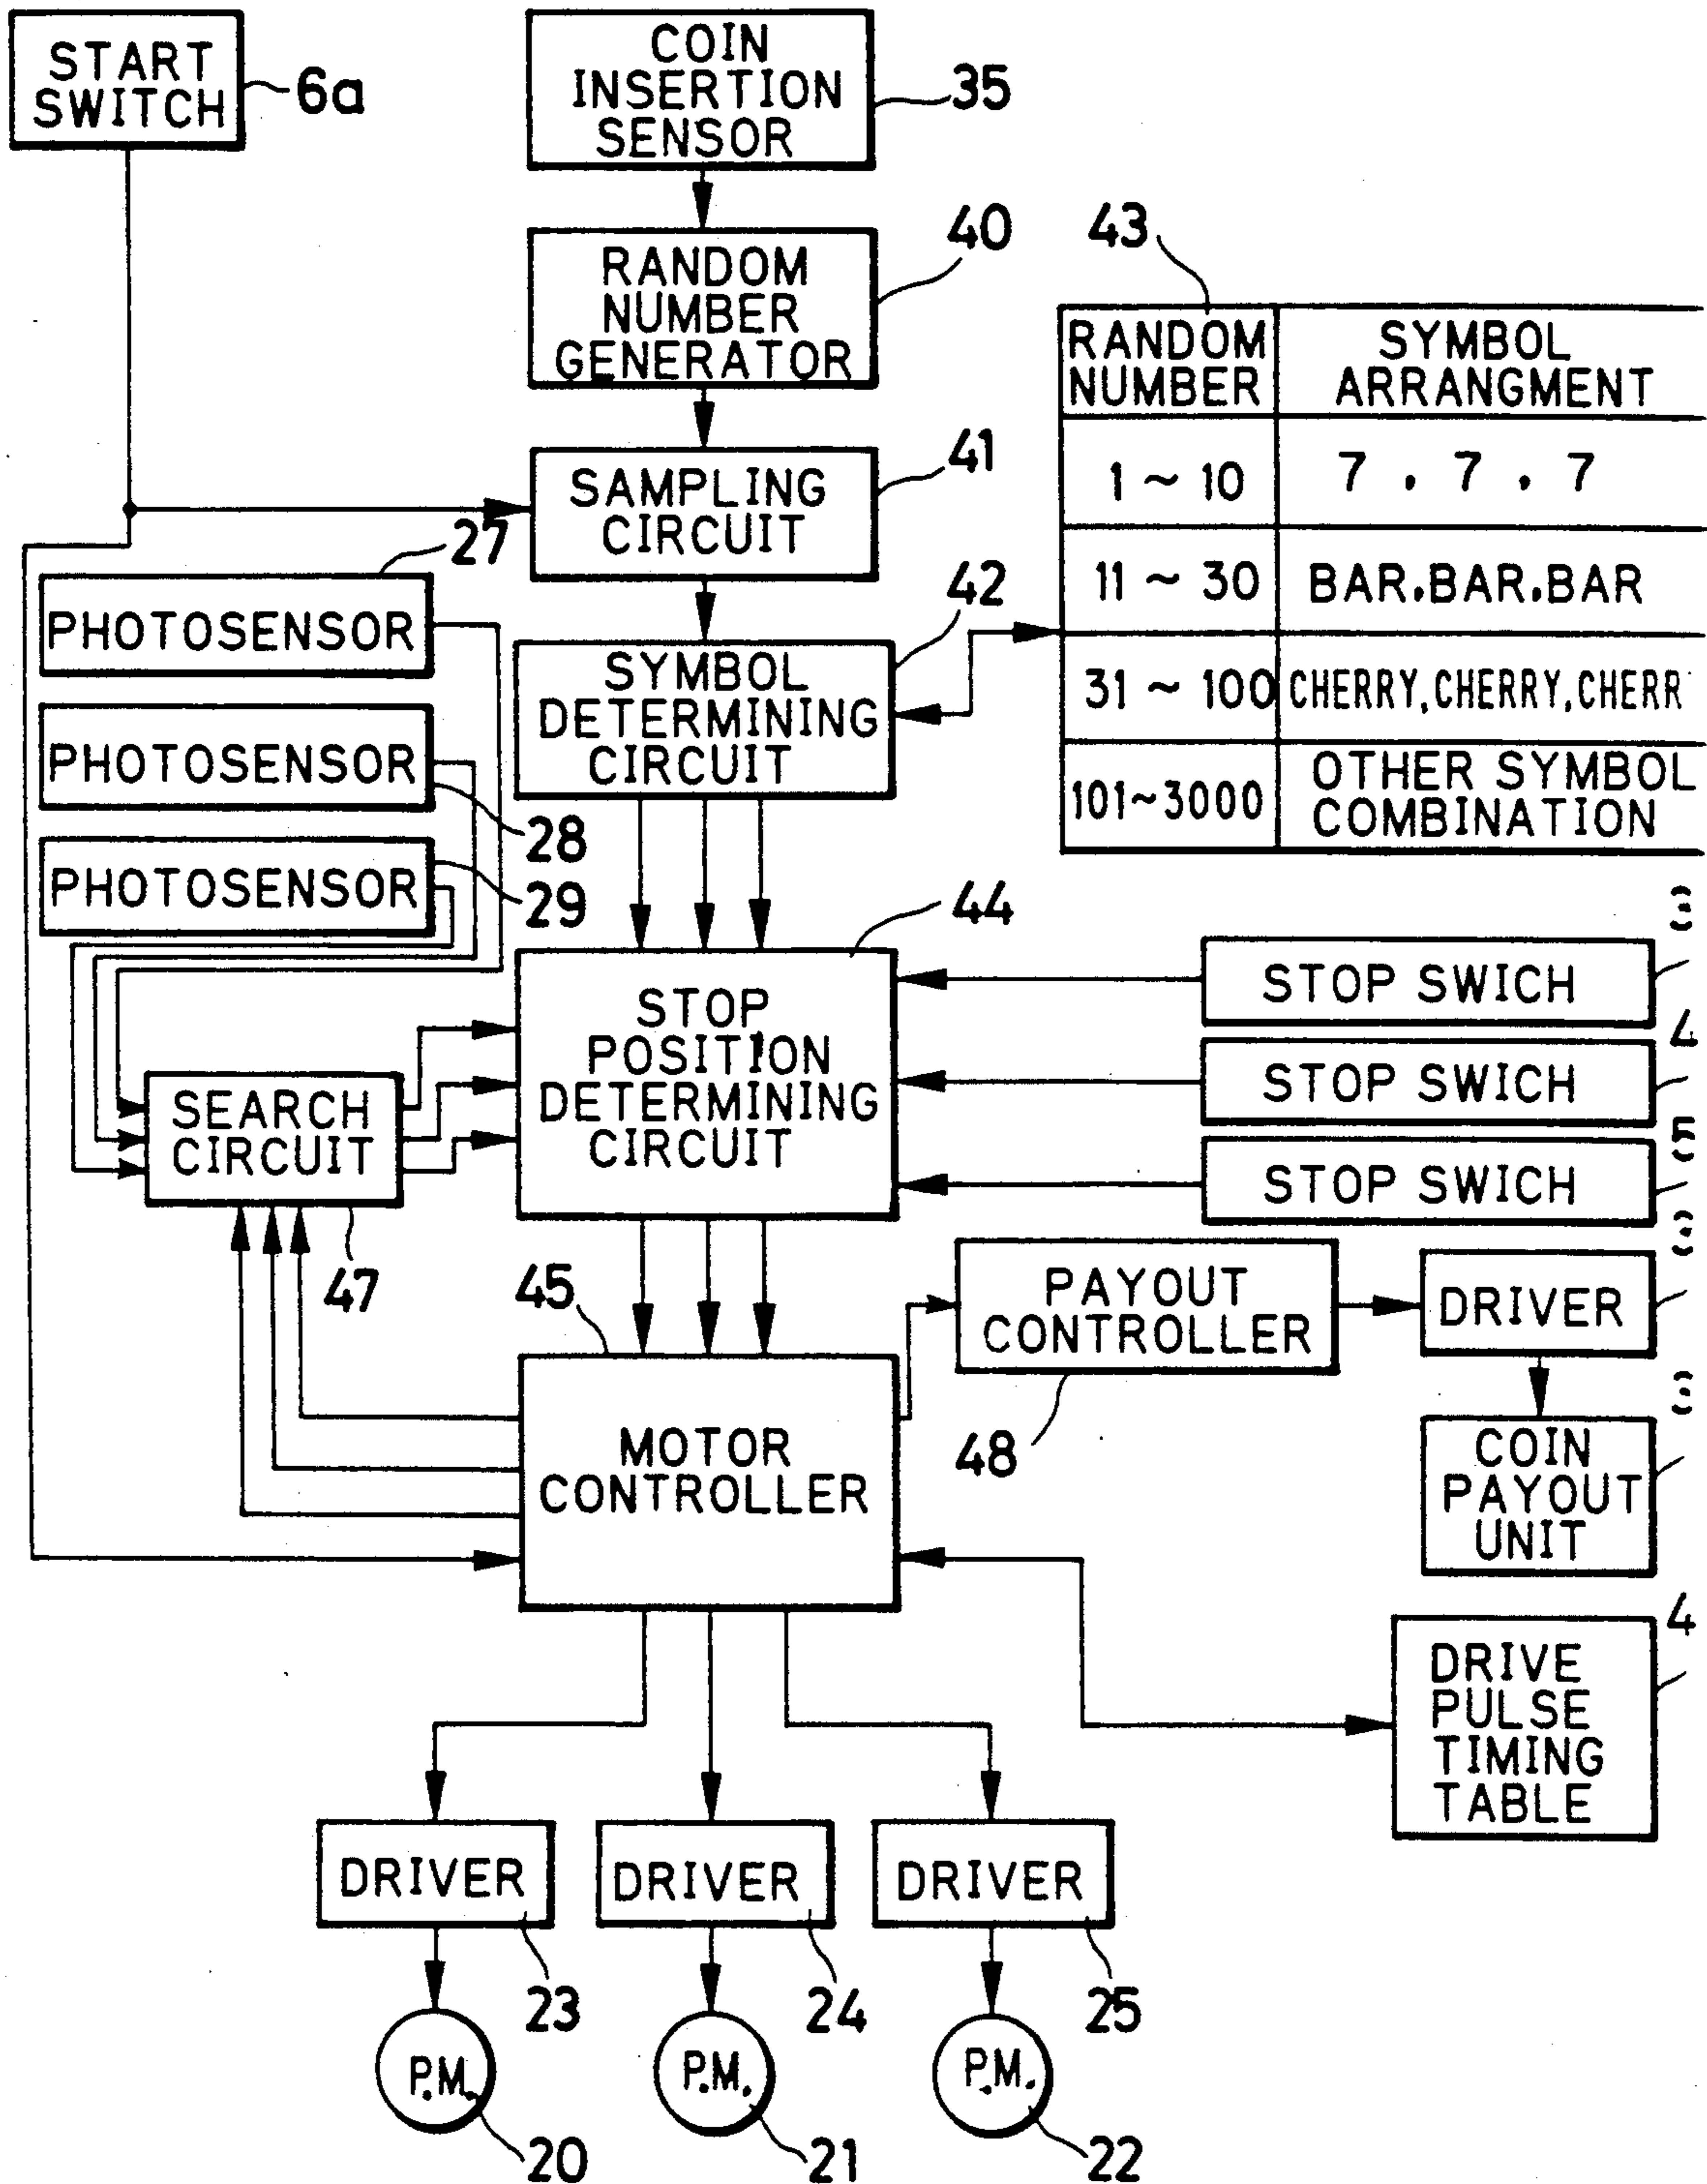 START
SWITCH
6a
COIN
INSERTION
SENSOR
35
RANDOM
NUMBER
GENERATOR
40
43
RANDOM
NUMBER
SYMBOL
ARRANGMENT
1 ~ 10
7 . 7 . 7
11 ~ 30
BAR.BAR.BAR
31 ~ 100
CHERRY,CHERRY,CHERR
101~3000
OTHER SYMBOL
COMBINATION
SAMPLING
CIRCUIT
41
27
PHOTOSENSOR
SYMBOL
DETERMINING
CIRCUIT
42
PHOTOSENSOR
28
PHOTOSENSOR
29
STOP
POSITION
DETERMINING
CIRCUIT
44
STOP SWICH
4
STOP SWICH
STOP SWICH
SEARCH
CIRCUIT
47
45
MOTOR
CONTROLLER
PAYOUT
CONTROLLER
48
DRIVER
COIN
PAYOUT
UNIT
4
DRIVE
PULSE
TIMING
TABLE
DRIVER
23
DRIVER
24
DRIVER
25
P.M.
20
P.M.
21
P.M.
22